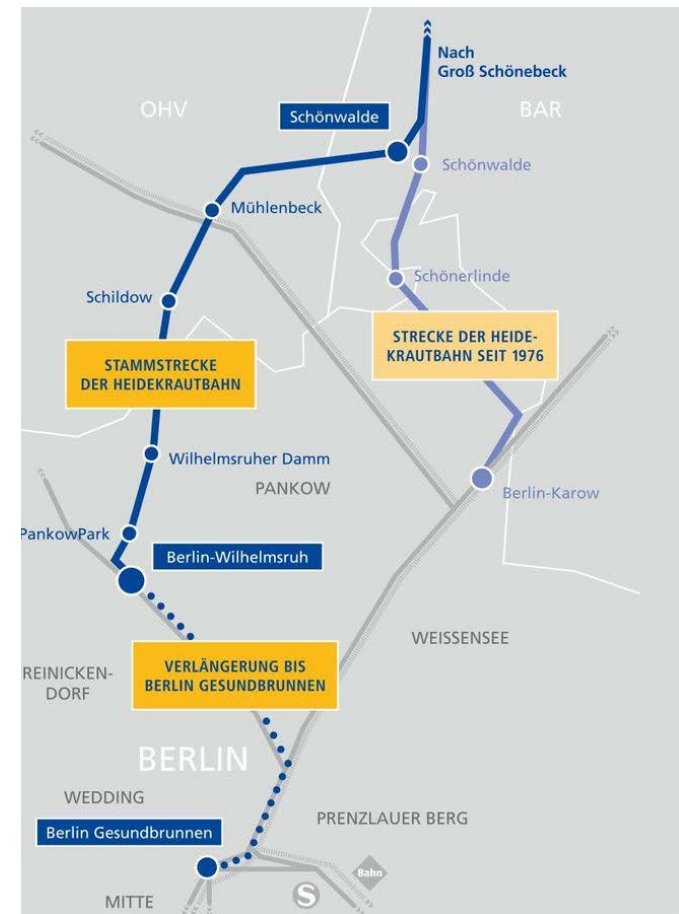 Nach
Groß Schönebeck
OHV
BAR
Schönwalde
Schönwalde
Mühlenbeck
Schönerlinde
Schildow
STRECKE DER HEIDE-
KRAUTBAHN SEIT 1976
STAMMSTRECKE
DER HEIDEKRAUTBAHN
Wilhelmsruher Damm
PANKOW
Berlin-Karow
PankowPark
Berlin-Wilhelmsruh
WEISSENSEE
VERLÄNGERUNG BIS
BERLIN GESUNDBRUNNEN
REINICKEN-
DORF
BERLIN
WEDDING
PRENZLAUER BERG
Berlin Gesundbrunnen
Bahn
S
MITTE